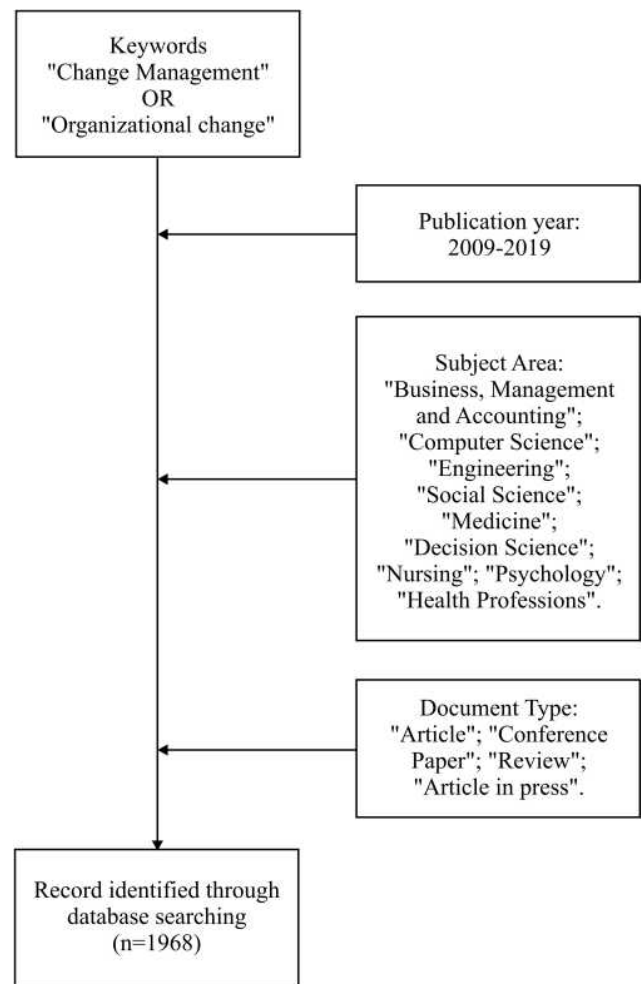 Keywords
"Change Management"
OR
"Organizational change"
Publication year:
2009-2019
Subject Area:
"Business, Management
and Accounting";
"Computer Science";
"Engineering";
"Social Science";
"Medicine";
"Decision Science";
"Nursing"; "Psychology";
"Health Professions".
Document Type:
"Article"; "Conference
Paper"; "Review";
"Article in press".
Record identified through
database searching
(n=1968)